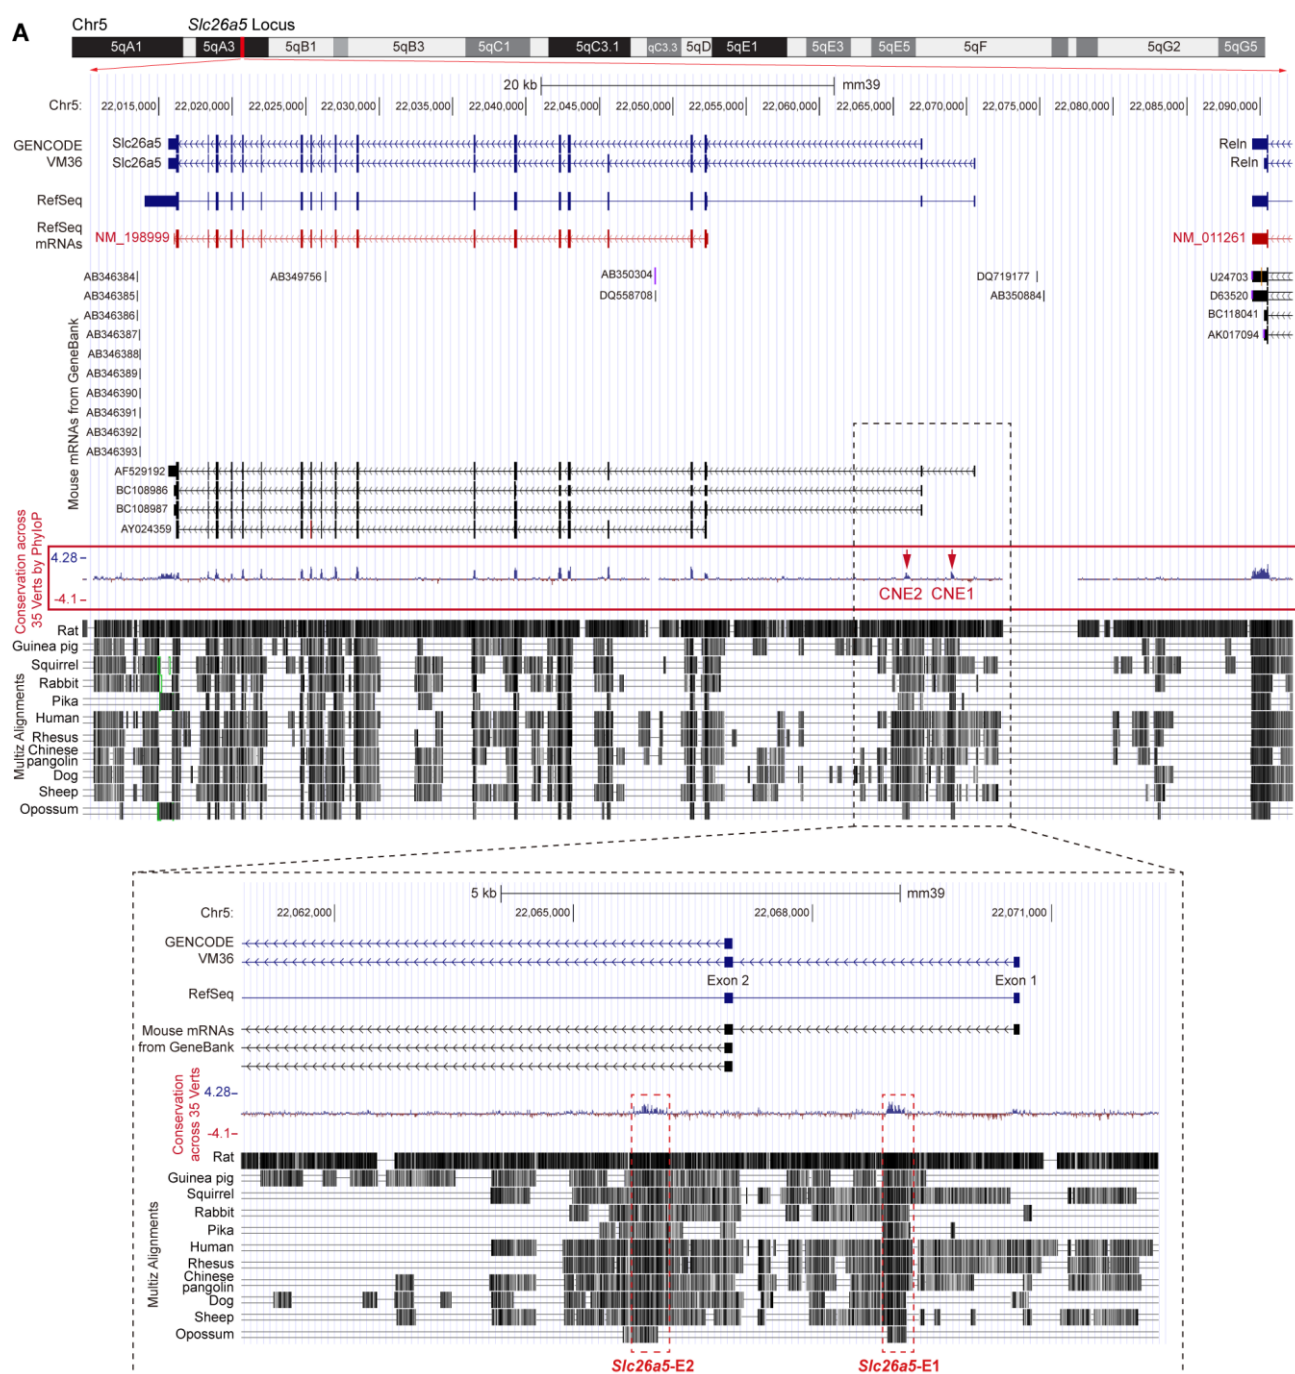 A
Chr5 Slc26a5 Locus
5qA1 5qA3 5qB1 5qB3 5qC1 5qC3.1 qC3.3 5qD 5qE1 5qE3 5qE5 5qF 5qG2 5qG5
20 kb mm39
Chr5: 22,015,000 22,020,000 22,025,000 22,030,000 22,035,000 22,040,000 22,045,000 22,050,000 22,055,000 22,060,000 22,065,000 22,070,000 22,075,000 22,080,000 22,085,000 22,090,000
GENCODE Slc26a5 Reln
VM36 Slc26a5 Reln
RefSeq
RefSeq
mRNAs NM_198999 NM_011261
Mouse mRNAs from GeneBank
AB346384 AB349756 AB350304 DQ719177 U24703
AB346385 DQ558708 AB350884 D63520
AB346386 BC118041
AB346387 AK017094
AB346388
AB346389
AB346390
AB346391
AB346392
AB346393
AF529192
BC108986
BC108987
AY024359
Conservation across
35 Verts by PhyloP
4.28
-4.1
CNE2 CNE1
Multiz Alignments
Rat
Guinea pig
Squirrel
Rabbit
Pika
Human
Rhesus
Chinese
pangolin
Dog
Sheep
Opossum
5 kb mm39
Chr5: 22,062,000 22,065,000 22,068,000 22,071,000
GENCODE
VM36
Exon 2 Exon 1
RefSeq
Mouse mRNAs
from GeneBank
Conservation
across 35 Verts
4.28
-4.1
Multiz Alignments
Rat
Guinea pig
Squirrel
Rabbit
Pika
Human
Rhesus
Chinese
pangolin
Dog
Sheep
Opossum
Slc26a5-E2 Slc26a5-E1